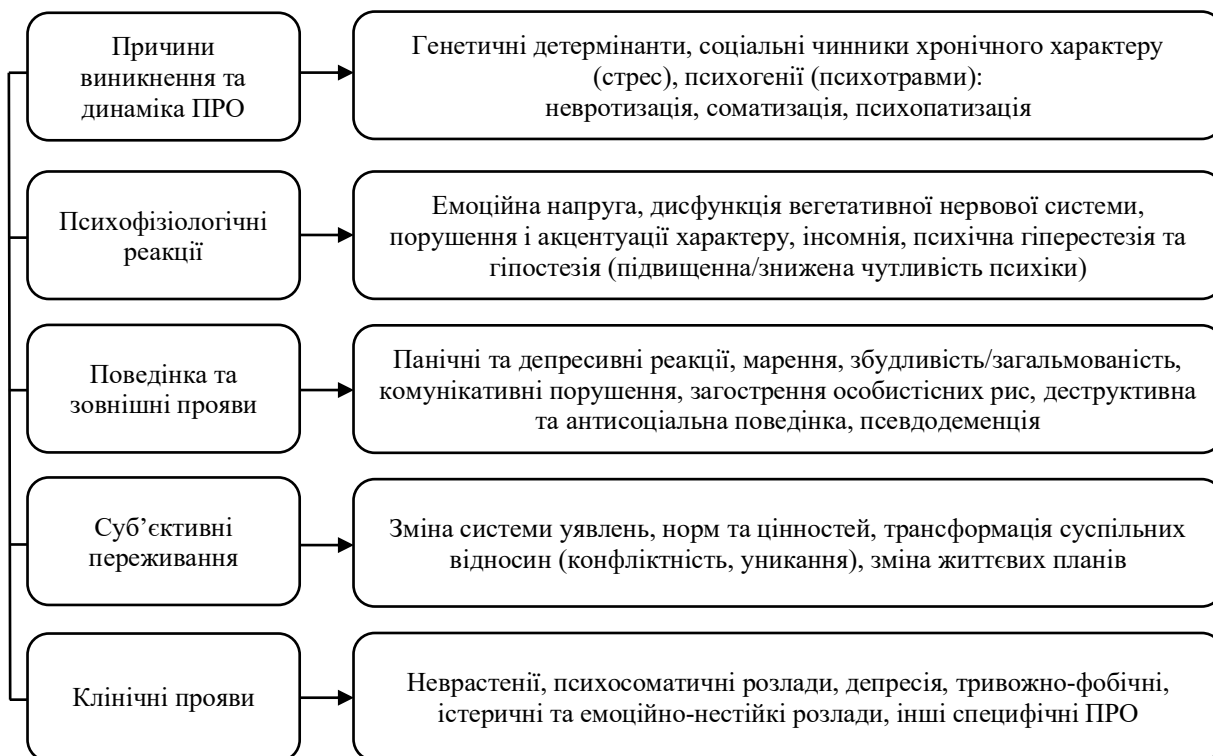 Причини
виникнення та
динаміка ПРО
Генетичні детермінанти, соціальні чинники хронічного характеру
(стрес), психогенії (психотравми):
невротизація, соматизація, психопатизація
Психофізіологічні
реакції
Емоційна напруга, дисфункція вегетативної нервової системи,
порушення і акцентуації характеру, інсомнія, психічна гіперестезія та
гіпостезія (підвищенна/знижена чутливість психіки)
Поведінка та
зовнішні прояви
Панічні та депресивні реакції, марення, збудливість/загальмованість,
комунікативні порушення, загострення особистісних рис, деструктивна
та антисоціальна поведінка, псевдодеменція
Суб’єктивні
переживання
Зміна системи уявлень, норм та цінностей, трансформація суспільних
відносин (конфліктність, уникання), зміна життєвих планів
Клінічні прояви
Неврастенії, психосоматичні розлади, депресія, тривожно-фобічні,
істеричні та емоційно-нестійкі розлади, інші специфічні ПРО